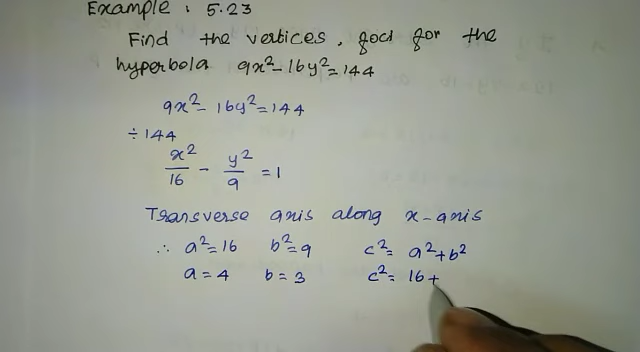 Example : 5.23
Find the vertices, foci for the
hyperbola 9x²-16y²=144
9x²-16y²=144
÷144
x²/16 - y²/9 =1
Transverse axis along x-axis
∴ a²=16 b²=9 c²= a²+b²
a=4 b=3 c²= 16+